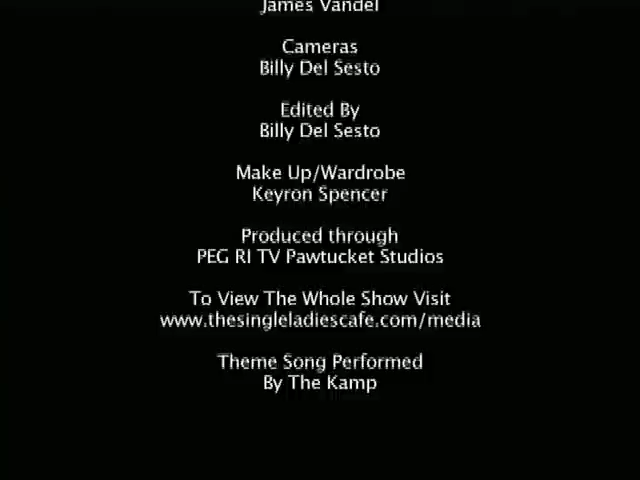 James Vandel
Cameras
Billy Del Sesto
Edited By
Billy Del Sesto
Make Up/Wardrobe
Keyron Spencer
Produced through
PEG RI TV Pawtucket Studios
To View The Whole Show Visit
www.thesingleladiescafe.com/media
Theme Song Performed
By The Kamp